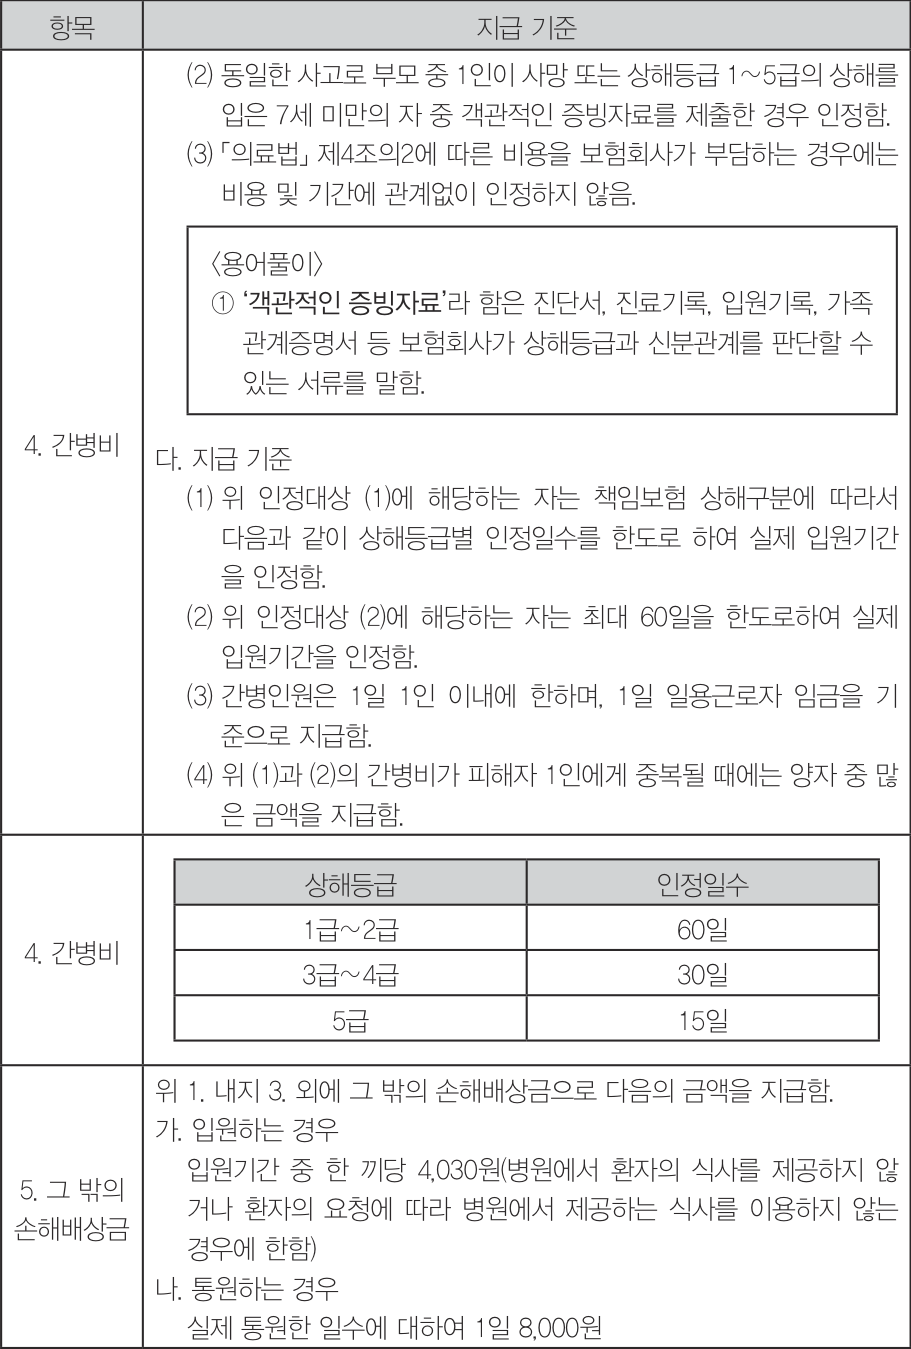 항목 지급 기준
(2) 동일한 사고로 부모 중 1인이 사망 또는 상해등급 1~5급의 상해를
입은 7세 미만의 자 중 객관적인 증빙자료를 제출한 경우 인정함.
(3) 「의료법」 제4조의2에 따른 비용을 보험회사가 부담하는 경우에는
비용 및 기간에 관계없이 인정하지 않음.
〈용어풀이〉
① ‘객관적인 증빙자료’라 함은 진단서, 진료기록, 입원기록, 가족
관계증명서 등 보험회사가 상해등급과 신분관계를 판단할 수
있는 서류를 말함.
4. 간병비
다. 지급 기준
(1) 위 인정대상 (1)에 해당하는 자는 책임보험 상해구분에 따라서
다음과 같이 상해등급별 인정일수를 한도로 하여 실제 입원기간
을 인정함.
(2) 위 인정대상 (2)에 해당하는 자는 최대 60일을 한도로하여 실제
입원기간을 인정함.
(3) 간병인원은 1일 1인 이내에 한하며, 1일 일용근로자 임금을 기
준으로 지급함.
(4) 위 (1)과 (2)의 간병비가 피해자 1인에게 중복될 때에는 양자 중 많
은 금액을 지급함.
4. 간병비
상해등급 인정일수
1급~2급 60일
3급~4급 30일
5급 15일
5. 그 밖의
손해배상금
위 1. 내지 3. 외에 그 밖의 손해배상금으로 다음의 금액을 지급함.
가. 입원하는 경우
입원기간 중 한 끼당 4,030원(병원에서 환자의 식사를 제공하지 않
거나 환자의 요청에 따라 병원에서 제공하는 식사를 이용하지 않는
경우에 한함)
나. 통원하는 경우
실제 통원한 일수에 대하여 1일 8,000원